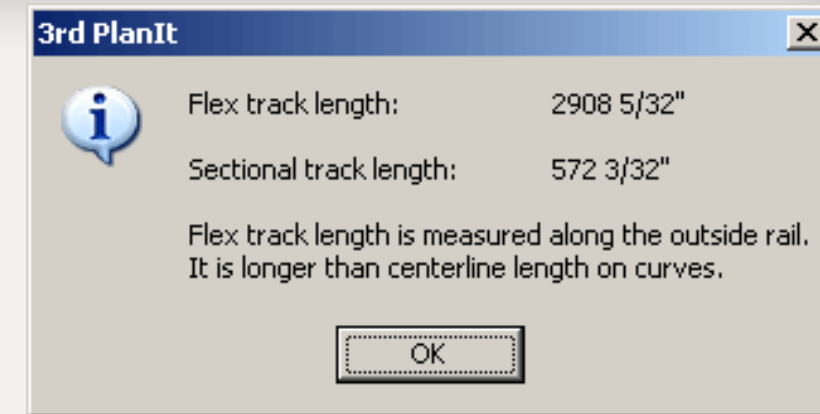 3rd PlanIt
Flex track length: 2908 5/32"
Sectional track length: 572 3/32"
Flex track length is measured along the outside rail.
It is longer than centerline length on curves.
OK